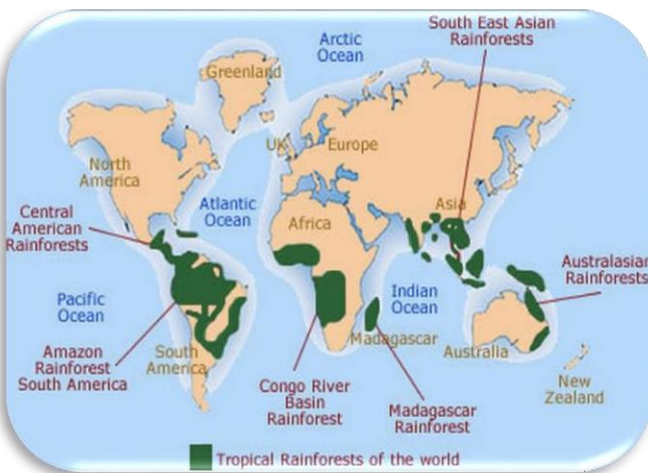 South East Asian
Rainforests
Arctic
Ocean
Greenland
UK
Europe
North
America
Asia
Central
American
Rainforests
Atlantic
Ocean
Africa
Australasian
Rainforests
Pacific
Ocean
Indian
Ocean
Amazon
Rainforest
South America
South
America
Madagascar
Australia
Congo River
Basin
Rainforest
Madagascar
Rainforest
New
Zealand
Tropical Rainforests of the world